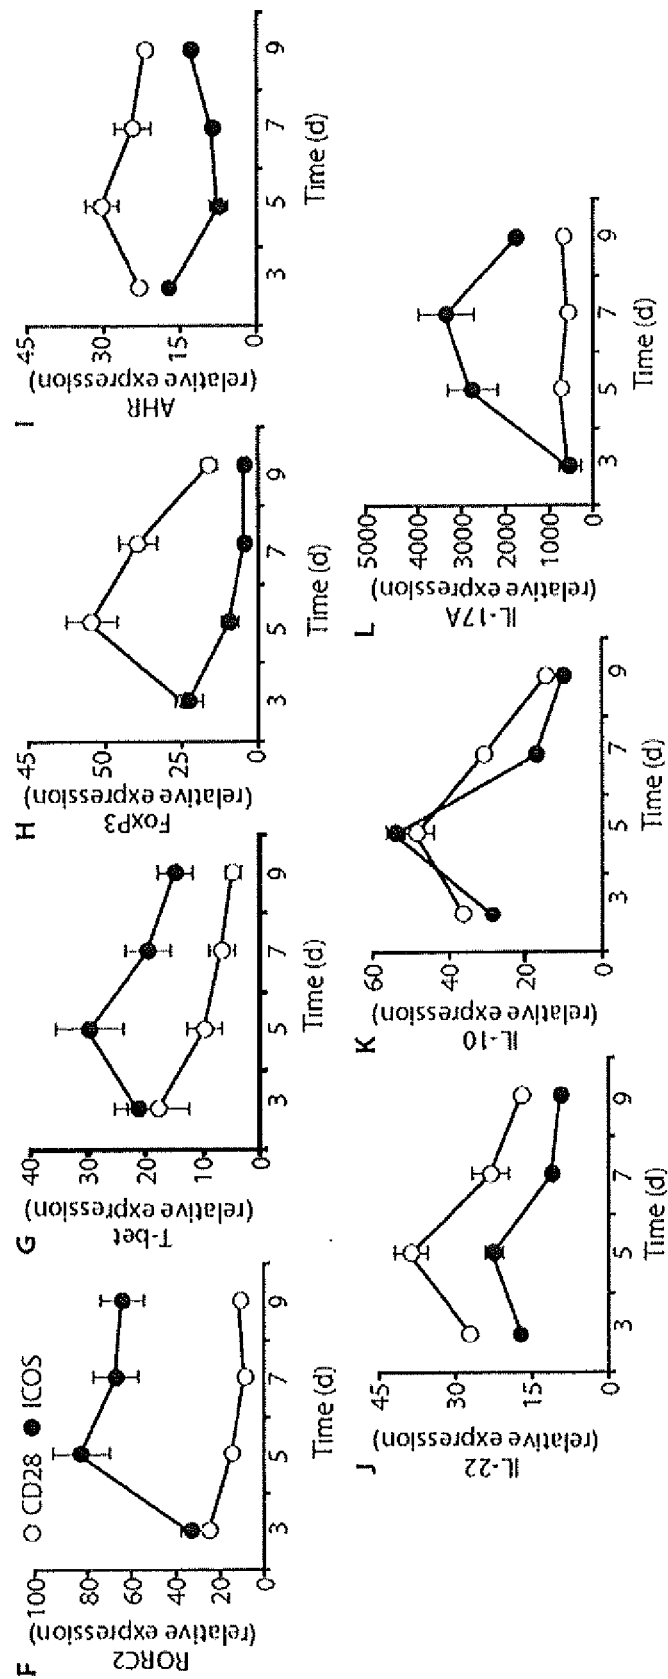 ○ CD28 ● ICOS
F
RORC2
(relative expression)
100
80
60
40
20
0
3 5 7 9
Time (d)
G
T-bet
(relative expression)
40
30
20
10
0
3 5 7 9
Time (d)
H
FoxP3
(relative expression)
45
50
25
0
3 5 7 9
Time (d)
I
AHR
(relative expression)
45
30
15
0
3 5 7 9
Time (d)
J
IL-22
(relative expression)
45
30
15
0
3 5 7 9
Time (d)
K
IL-10
(relative expression)
60
40
20
0
3 5 7 9
Time (d)
L
IL-17A
(relative expression)
5000
4000
3000
2000
1000
0
3 5 7 9
Time (d)